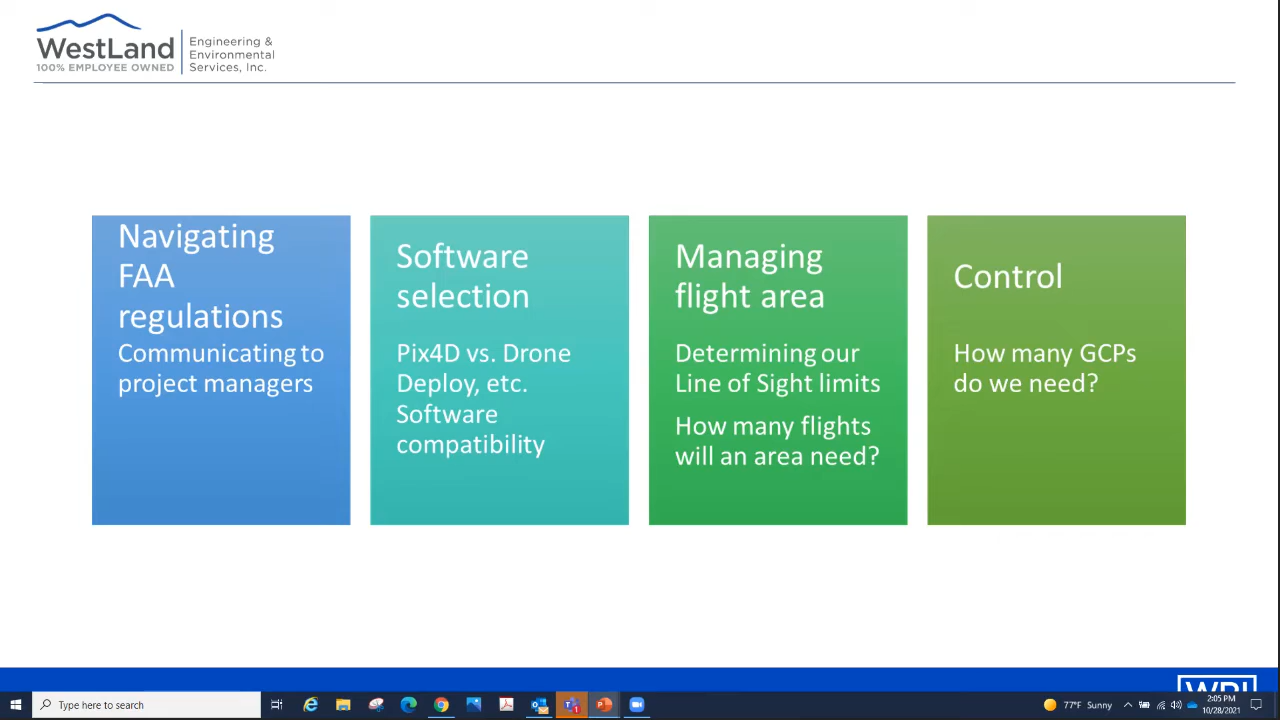 WestLand
100% EMPLOYEE OWNED
Engineering &
Environmental
Services, Inc.
Navigating
FAA
regulations
Communicating to
project managers
Software
selection
Pix4D vs. Drone
Deploy, etc.
Software
compatibility
Managing
flight area
Determining our
Line of Sight limits
How many flights
will an area need?
Control
How many GCPs
do we need?
Type here to search
77°F Sunny
2:05 PM
10/28/2021